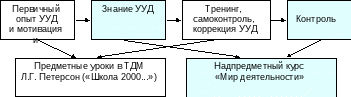 Первичный
опыт УУД
и мотивация
и
Знание УУД
Тренинг,
самоконтроль,
коррекция УУД
Контроль
Предметные уроки в ТДМ
Л.Г. Петерсон («Школа 2000...»)
Надпредметный курс
«Мир деятельности»